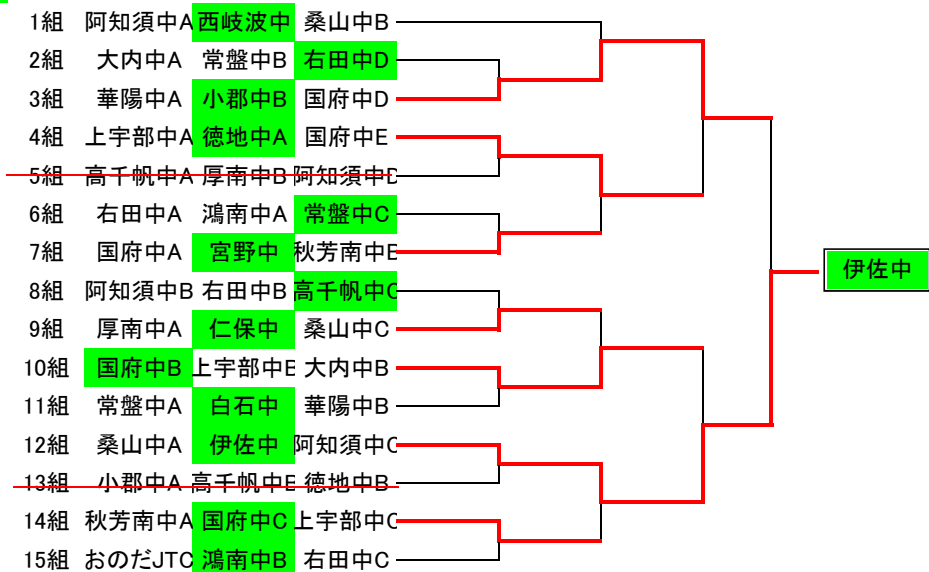 1組 阿知須中A 西岐波中 桑山中B
2組 大内中A 常盤中B 右田中D
3組 華陽中A 小郡中B 国府中D
4組 上宇部中A 徳地中A 国府中E
5組 高千帆中A 厚南中B 阿知須中D
6組 右田中A 鴻南中A 常盤中C
7組 国府中A 宮野中 秋芳南中B
伊佐中
8組 阿知須中B 右田中B 高千帆中C
9組 厚南中A 仁保中 桑山中C
10組 国府中B 上宇部中B 大内中B
11組 常盤中A 白石中 華陽中B
12組 桑山中A 伊佐中 阿知須中C
13組 小郡中A 高千帆中B 徳地中B
14組 秋芳南中A 国府中C 上宇部中C
15組 おのだJTC 鴻南中B 右田中C